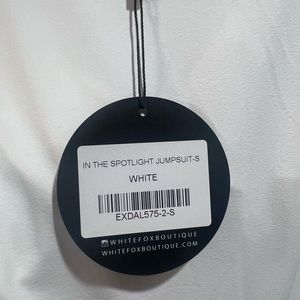 IN THE SPOTLIGHT JUMPSUIT-S
WHITE
EXDAL575-2-S
WHITEFOXBOUTIQUE
WHITEFOXBOUTIQUE.COM